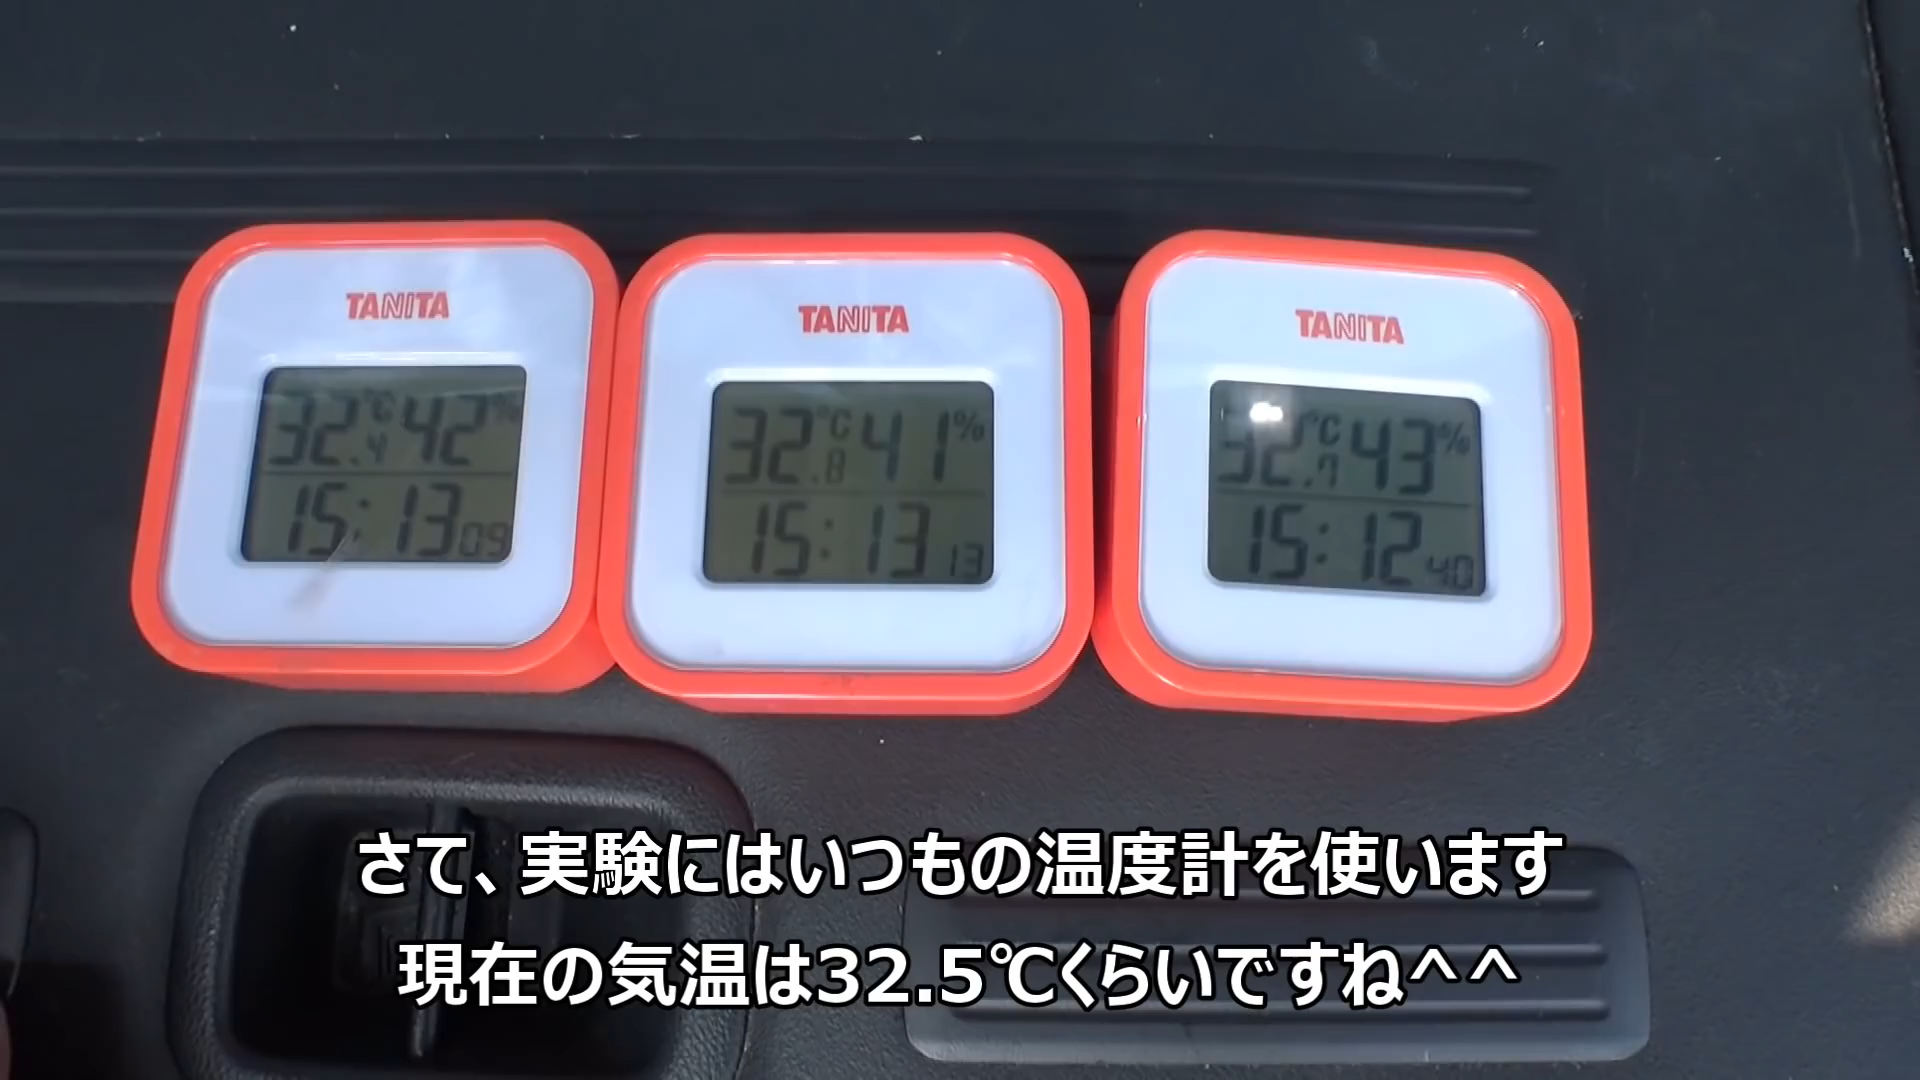 TANITA
32.4℃ 42%
15:13 09
TANITA
32.8℃ 41%
15:13 13
TANITA
32.7℃ 43%
15:12 40
さて、実験にはいつもの温度計を使います
現在の気温は32.5℃くらいですね^^